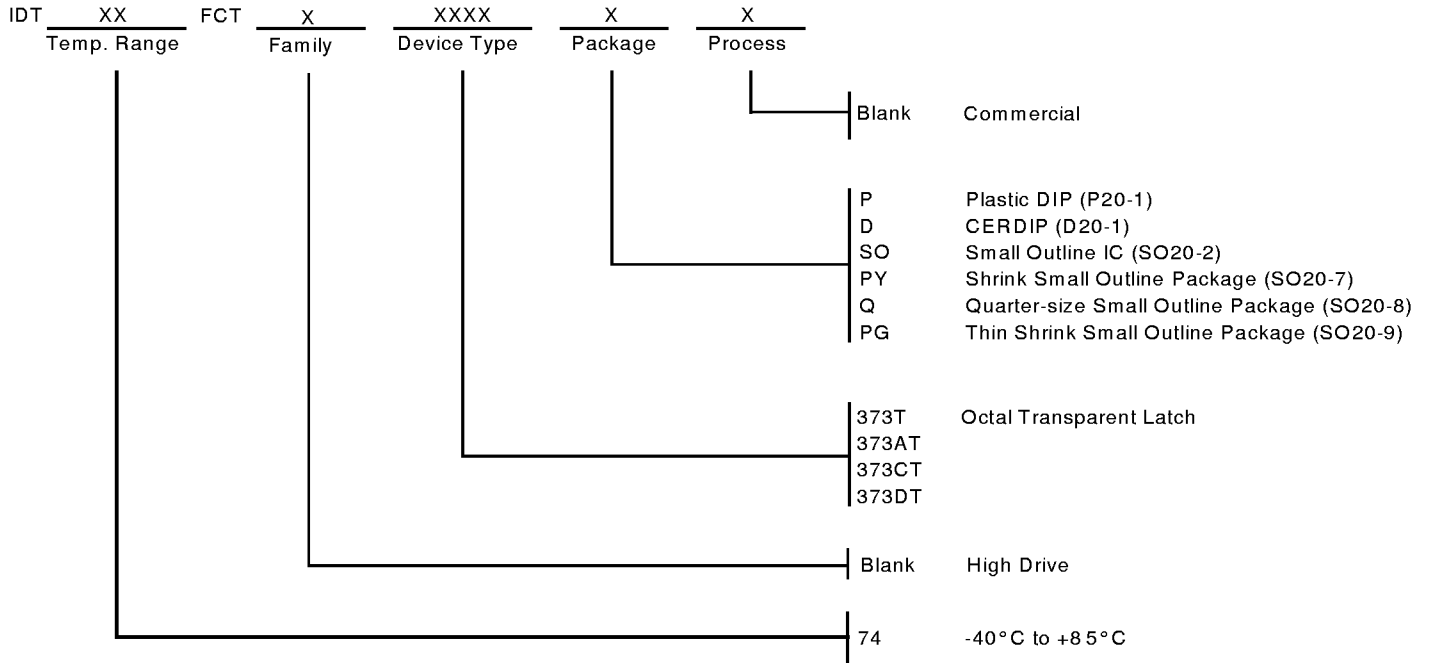 IDT XX FCT X XXXX X X
Temp. Range Family Device Type Package Process
Blank Commercial
P Plastic DIP (P20-1)
D CERDIP (D20-1)
SO Small Outline IC (SO20-2)
PY Shrink Small Outline Package (SO20-7)
Q Quarter-size Small Outline Package (SO20-8)
PG Thin Shrink Small Outline Package (SO20-9)
373T Octal Transparent Latch
373AT
373CT
373DT
Blank High Drive
74 -40°C to +85°C